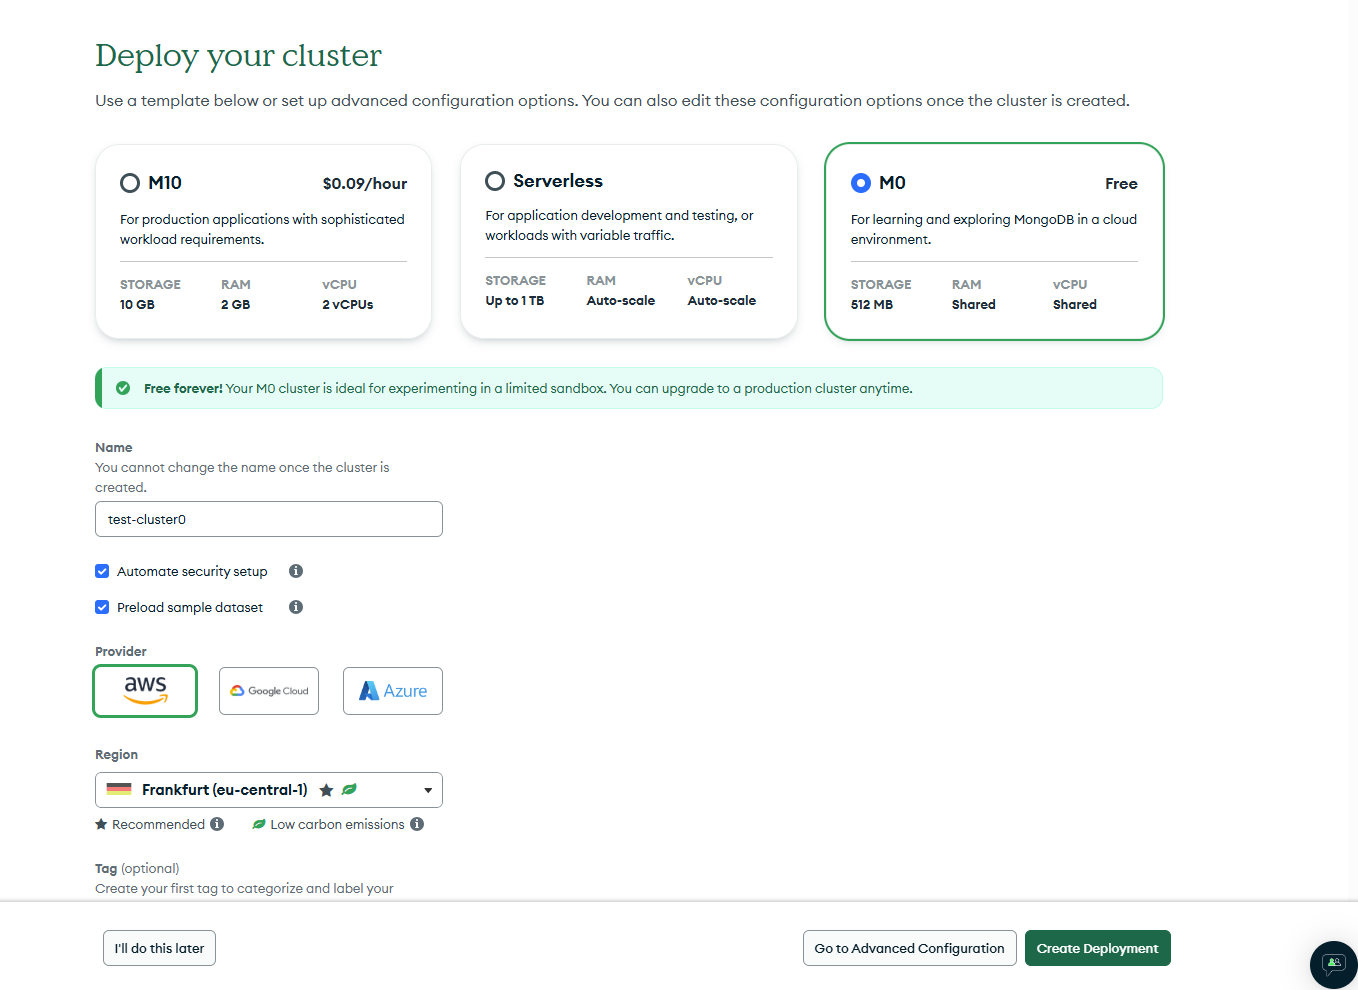 Deploy your cluster
Use a template below or set up advanced configuration options. You can also edit these configuration options once the cluster is created.
M10 $0.09/hour
For production applications with sophisticated
workload requirements.
STORAGE RAM vCPU
10 GB 2 GB 2 vCPUs
Serverless
For application development and testing, or
workloads with variable traffic.
STORAGE RAM vCPU
Up to 1 TB Auto-scale Auto-scale
M0 Free
For learning and exploring MongoDB in a cloud
environment.
STORAGE RAM vCPU
512 MB Shared Shared
Free forever! Your M0 cluster is ideal for experimenting in a limited sandbox. You can upgrade to a production cluster anytime.
Name
You cannot change the name once the cluster is
created.
test-cluster0
Automate security setup
Preload sample dataset
Provider
aws Google Cloud Azure
Region
Frankfurt (eu-central-1)
Recommended Low carbon emissions
Tag (optional)
Create your first tag to categorize and label your
I'll do this later Go to Advanced Configuration Create Deployment